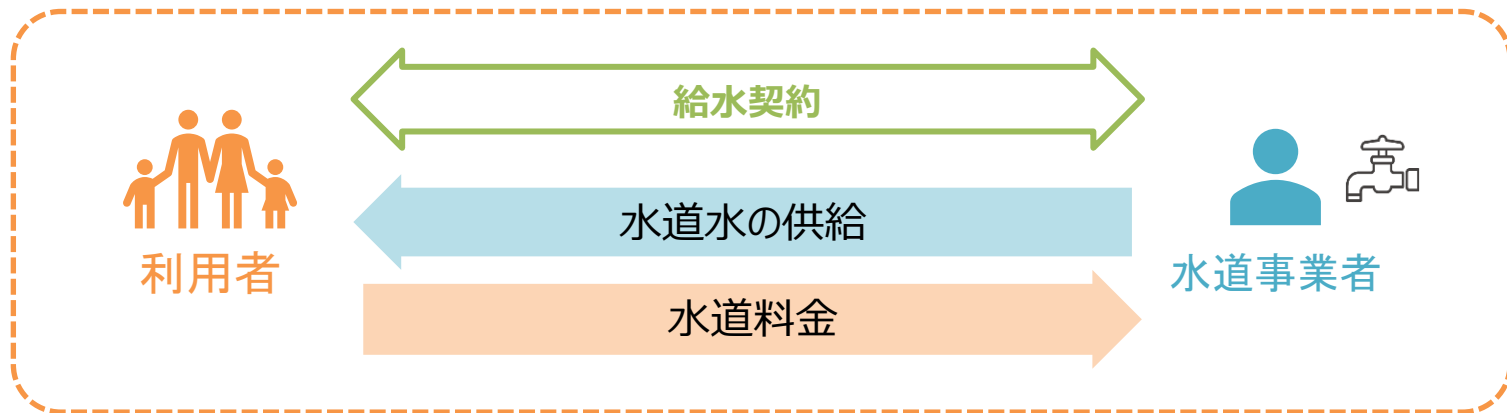 給水契約
水道水の供給
利用者
水道事業者
水道料金